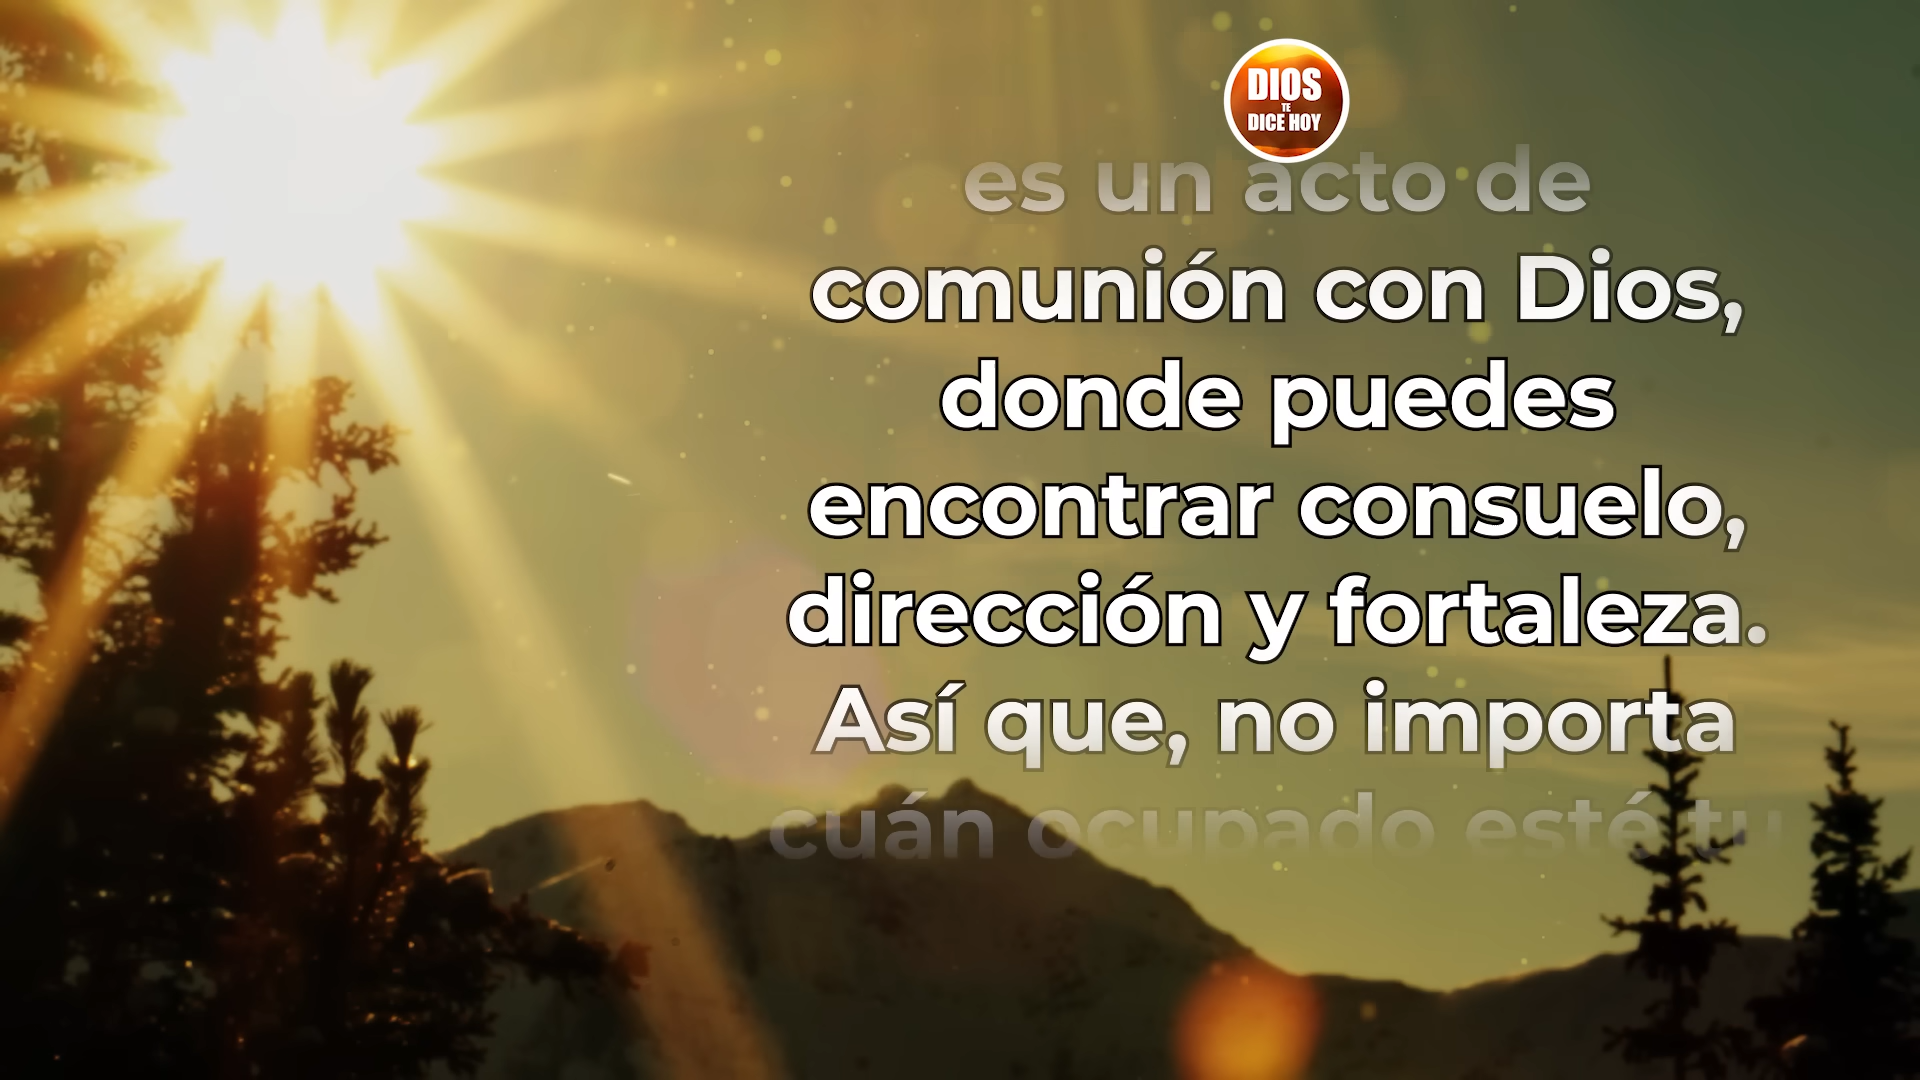 DIOS
TE
DICE HOY
es un acto de
comunión con Dios,
donde puedes
encontrar consuelo,
dirección y fortaleza.
Así que, no importa
cuán ocupado esté tu